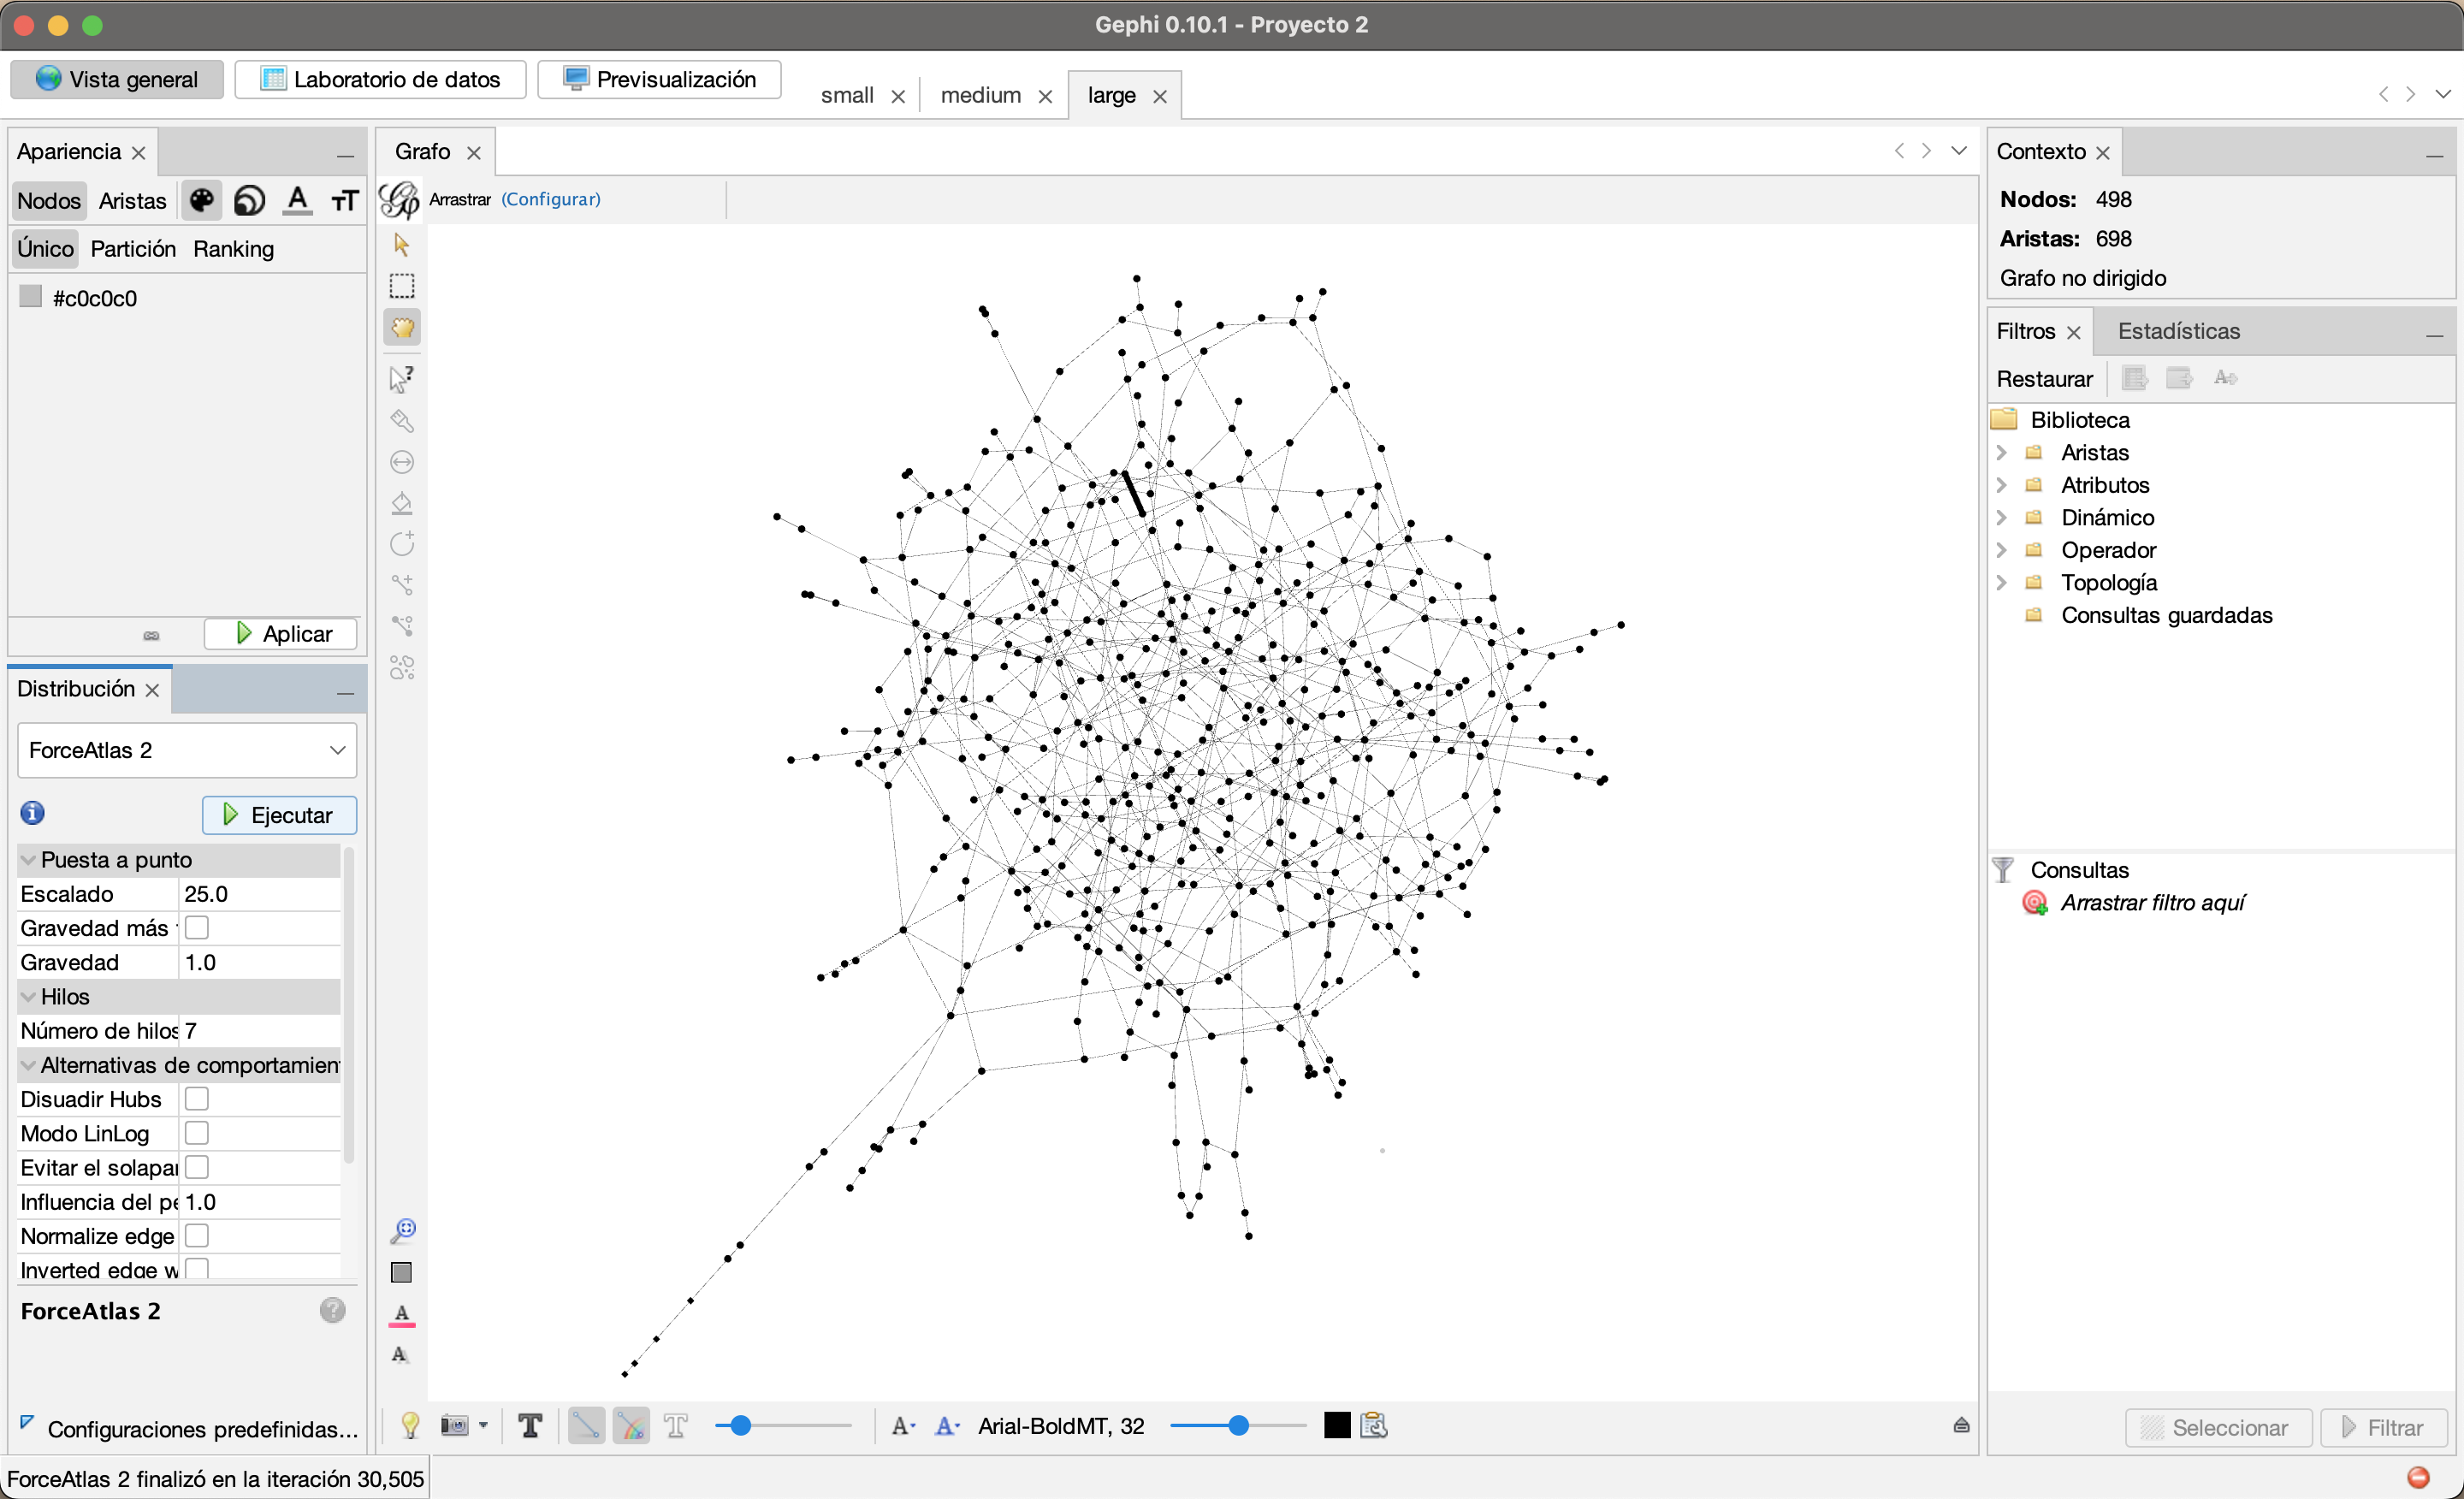 Gephi 0.10.1 - Proyecto 2
Vista general
Laboratorio de datos
Previsualización
small
medium
large
Apariencia
Nodos
Aristas
A
тT
Único
Partición
Ranking
#c0c0c0
Aplicar
Distribución
ForceAtlas 2
Ejecutar
Puesta a punto
Escalado 25.0
Gravedad más
Gravedad 1.0
Hilos
Número de hilos 7
Alternativas de comportamien
Disuadir Hubs
Modo LinLog
Evitar el solapar
Influencia del pe 1.0
Normalize edge
Inverted edge w
ForceAtlas 2
Configuraciones predefinidas...
ForceAtlas 2 finalizó en la iteración 30,505
Grafo
Arrastrar (Configurar)
Arial-BoldMT, 32
Contexto
Nodos: 498
Aristas: 698
Grafo no dirigido
Filtros
Estadísticas
Restaurar
Biblioteca
Aristas
Atributos
Dinámico
Operador
Topología
Consultas guardadas
Consultas
Arrastrar filtro aquí
Seleccionar
Filtrar